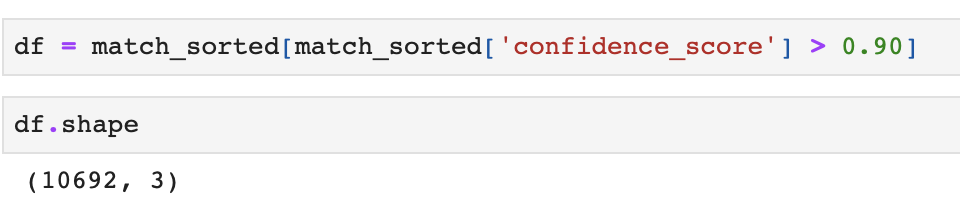 df = match_sorted[match_sorted['confidence_score'] > 0.90]
df.shape
(10692, 3)